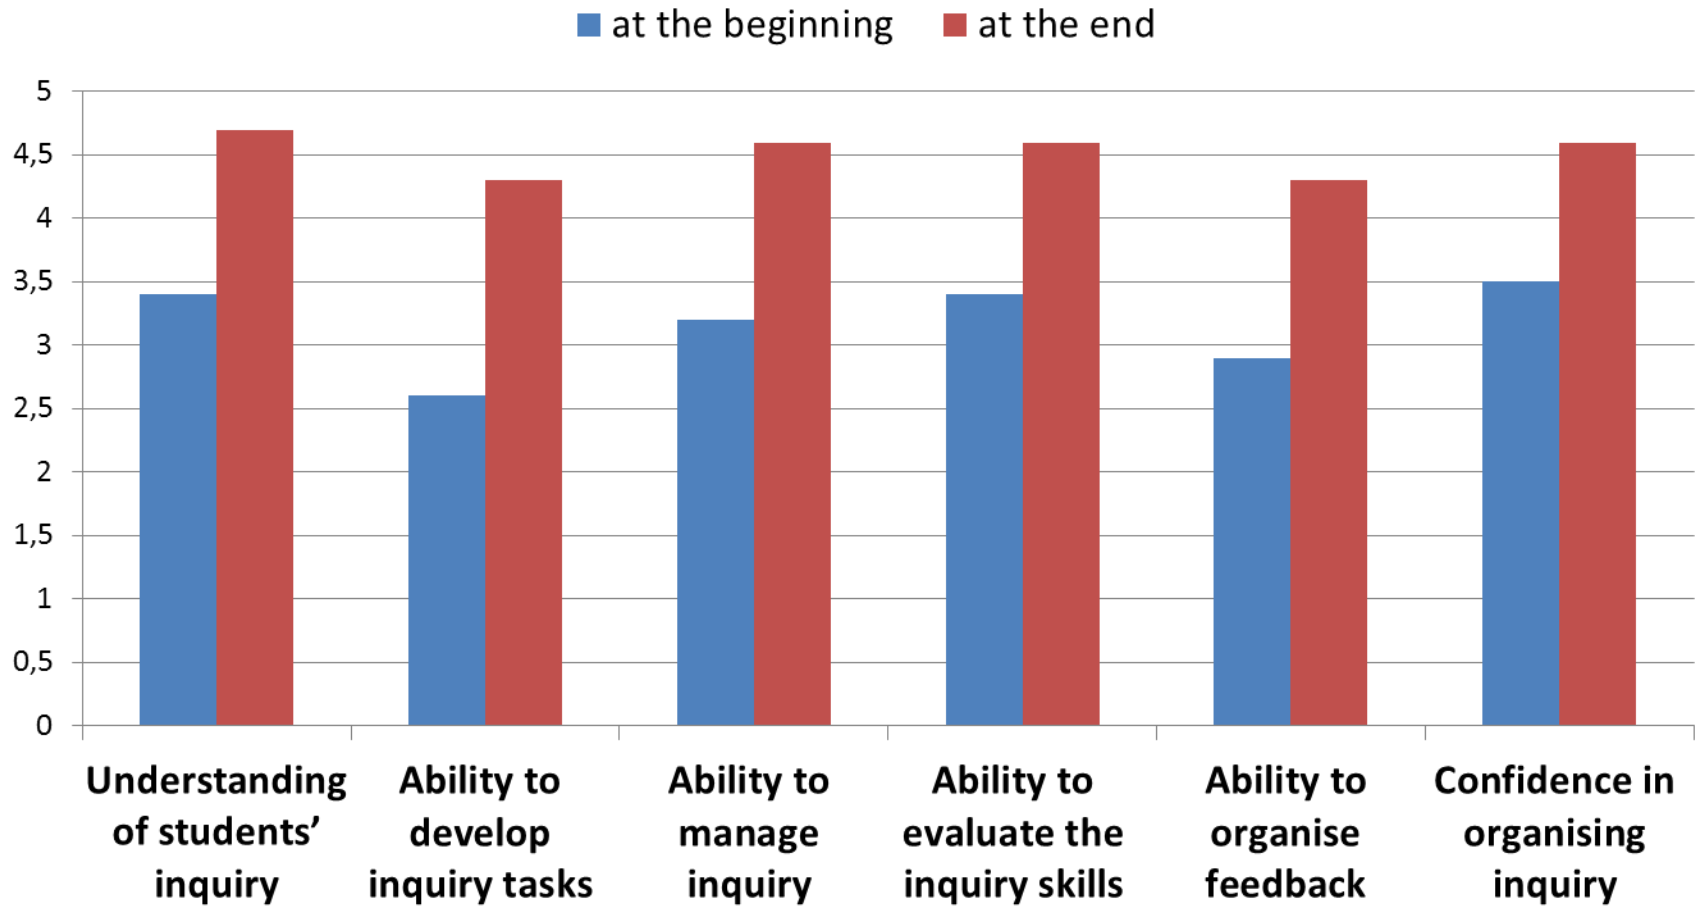 at the beginning at the end
5
4,5
4
3,5
3
2,5
2
1,5
1
0,5
0
Understanding
of students’
inquiry
Ability to
develop
inquiry tasks
Ability to
manage
inquiry
Ability to
evaluate the
inquiry skills
Ability to
organise
feedback
Confidence in
organising
inquiry